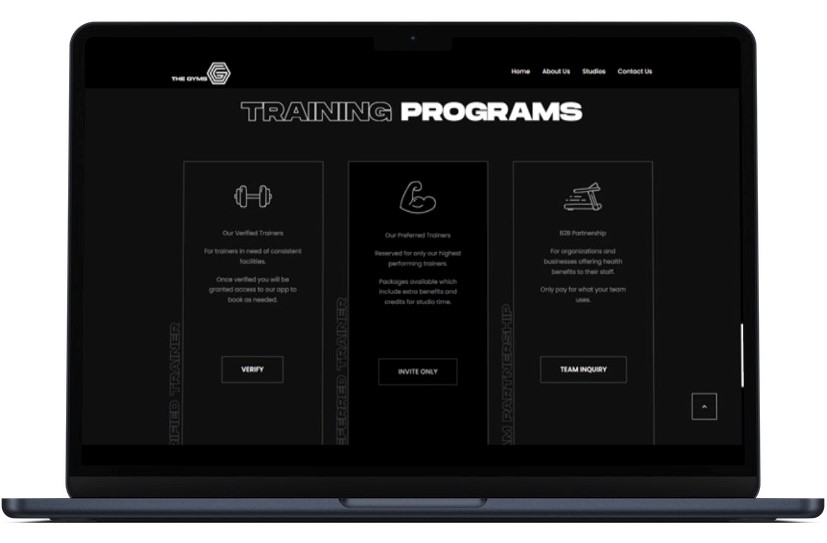 THE GYMS
Home About Us Studios Contact Us
TRAINING PROGRAMS
Our Verified Trainers
For trainers in need of consistent
facilities.
Once verified you will be
granted access to our app to
book as needed.
VERIFY
IFIED TRAINER
Our Preferred Trainers
Reserved for only our highest
performing trainers.
Packages available which
include extra benefits and
credits for studio time.
INVITE ONLY
EFERRED TRAINER
B2B Partnership
For organizations and
businesses offering health
benefits to their staff.
Only pay for what your team
uses.
TEAM INQUIRY
AM PARTNERSHIP